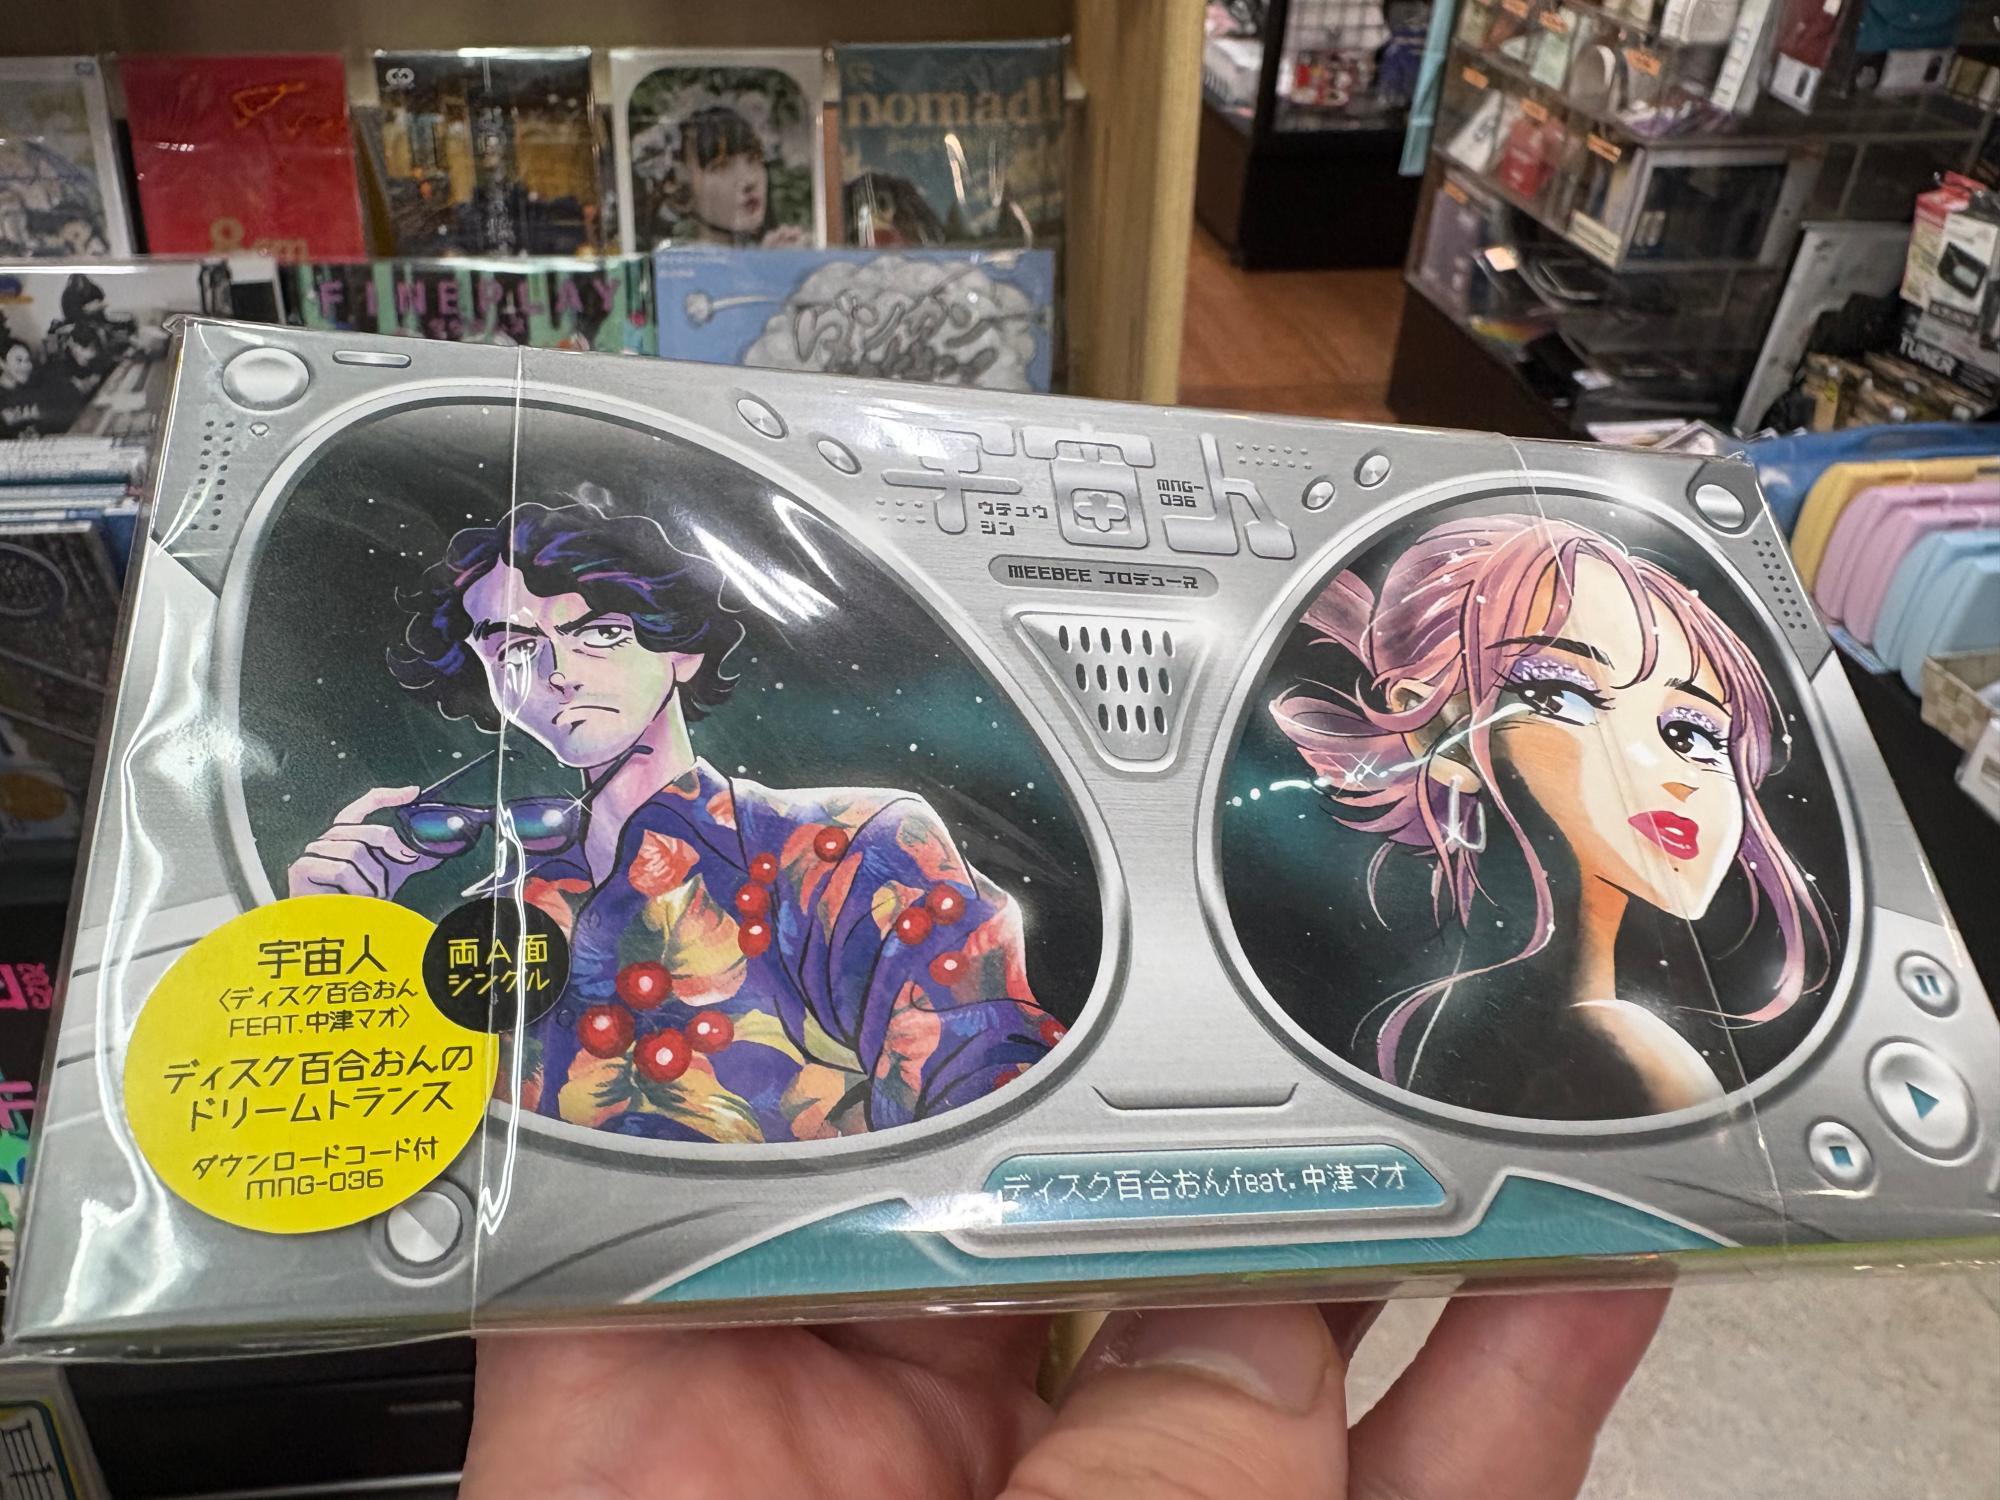 8cm
nomad
FINEPLAY
TUNER
宇宙人
ウチュウ
ジン
MNG-
036
MEEBEE プロデュース
宇宙人
〈ディスク百合おん
FEAT.中津マオ〉
ディスク百合おんの
ドリームトランス
ダウンロードコード付
MNG-036
両A面
シングル
ディスク百合おんfeat.中津マオ